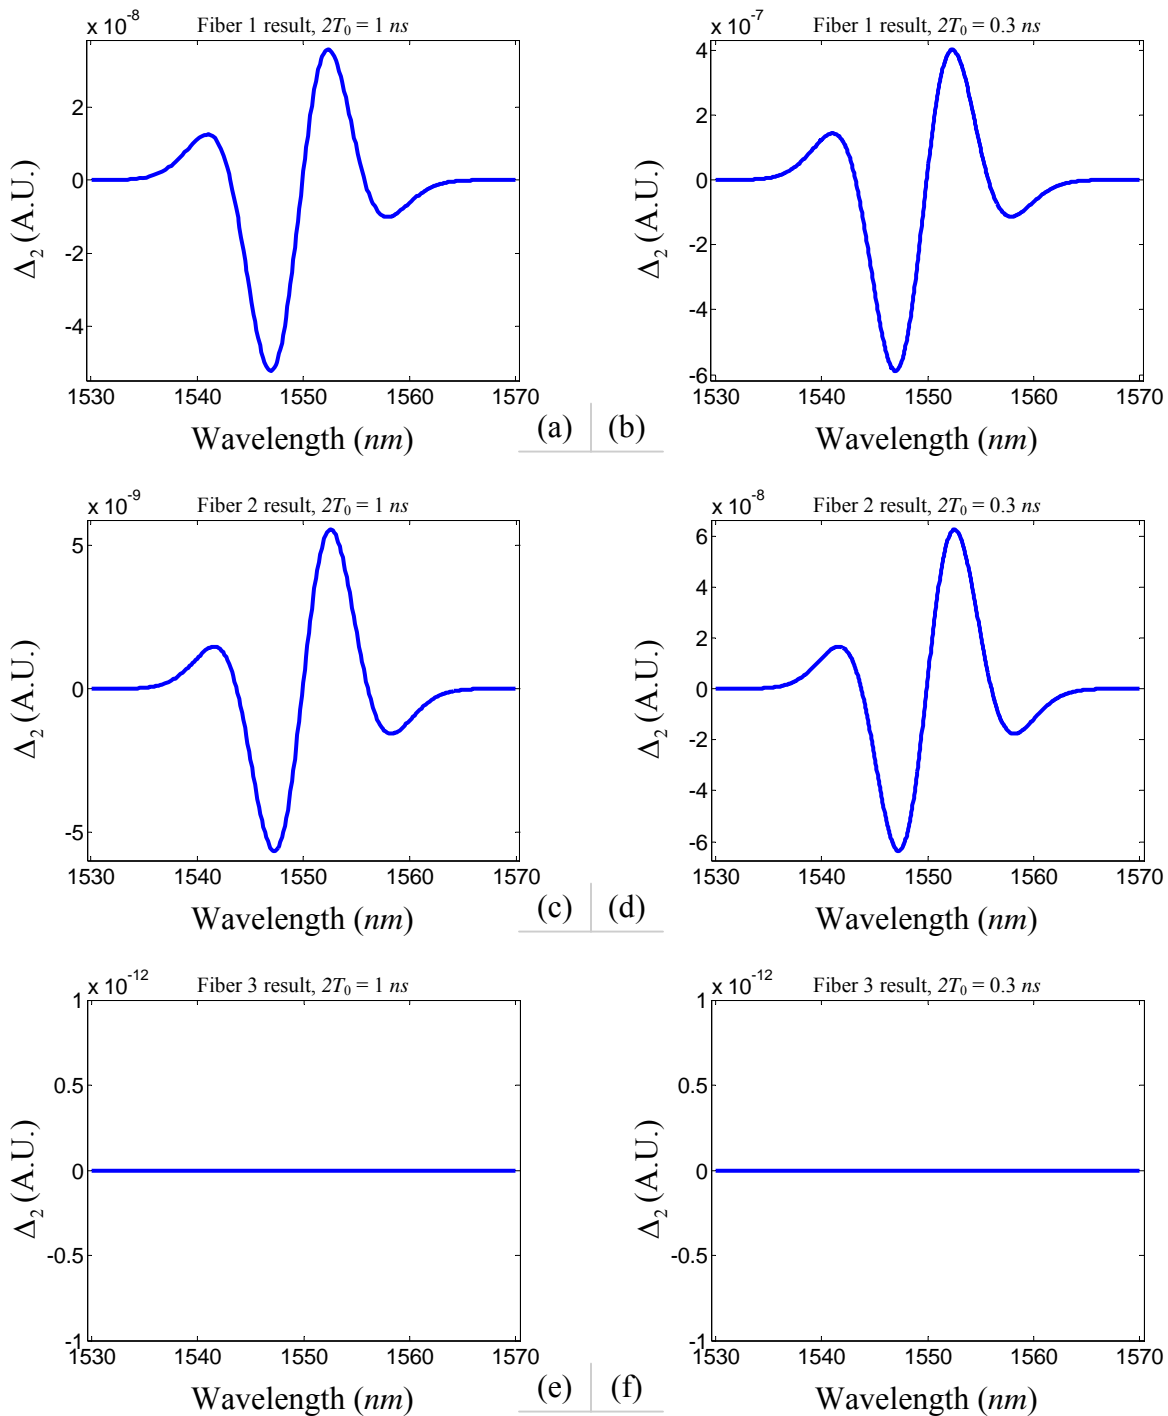 x 10^-8 Fiber 1 result, 2T₀ = 1 ns
2
0
-2
-4
Δ₂ (A.U.)
1530 1540 1550 1560 1570
Wavelength (nm)
(a)
x 10^-7 Fiber 1 result, 2T₀ = 0.3 ns
4
2
0
-2
-4
-6
Δ₂ (A.U.)
1530 1540 1550 1560 1570
Wavelength (nm)
(b)
x 10^-9 Fiber 2 result, 2T₀ = 1 ns
5
0
-5
Δ₂ (A.U.)
1530 1540 1550 1560 1570
Wavelength (nm)
(c)
x 10^-8 Fiber 2 result, 2T₀ = 0.3 ns
6
4
2
0
-2
-4
-6
Δ₂ (A.U.)
1530 1540 1550 1560 1570
Wavelength (nm)
(d)
x 10^-12 Fiber 3 result, 2T₀ = 1 ns
1
0.5
0
-0.5
-1
Δ₂ (A.U.)
1530 1540 1550 1560 1570
Wavelength (nm)
(e)
x 10^-12 Fiber 3 result, 2T₀ = 0.3 ns
1
0.5
0
-0.5
-1
Δ₂ (A.U.)
1530 1540 1550 1560 1570
Wavelength (nm)
(f)